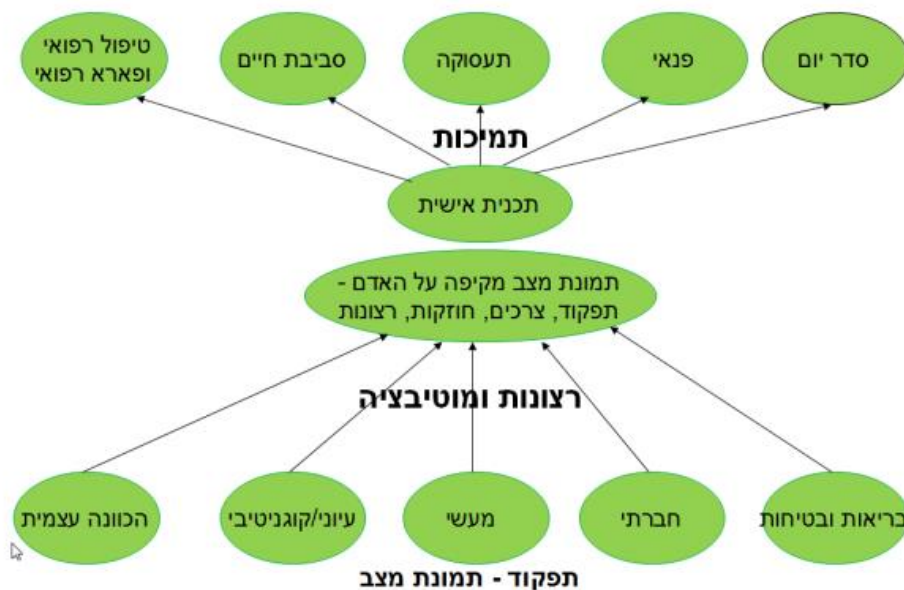 סדר יום
פנאי
תעסוקה
סביבת חיים
טיפול רפואי
ופארא רפואי
תמיכות
תכנית אישית
תמונת מצב מקיפה על האדם -
תפקוד, צרכים, חוזקות, רצונות
רצונות ומוטיבציה
בריאות ובטיחות
חברתי
מעשי
עיוני/קוגניטיבי
הכוונה עצמית
תפקוד - תמונת מצב